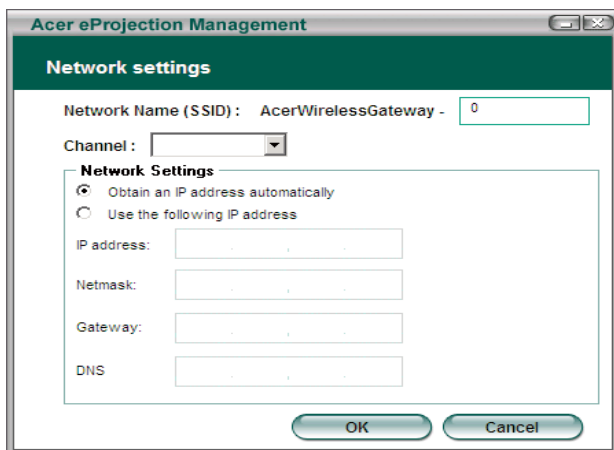 Acer eProjection Management
Network settings
Network Name (SSID) : AcerWirelessGateway - 0
Channel :
Network Settings
Obtain an IP address automatically
Use the following IP address
IP address:
Netmask:
Gateway:
DNS
OK Cancel